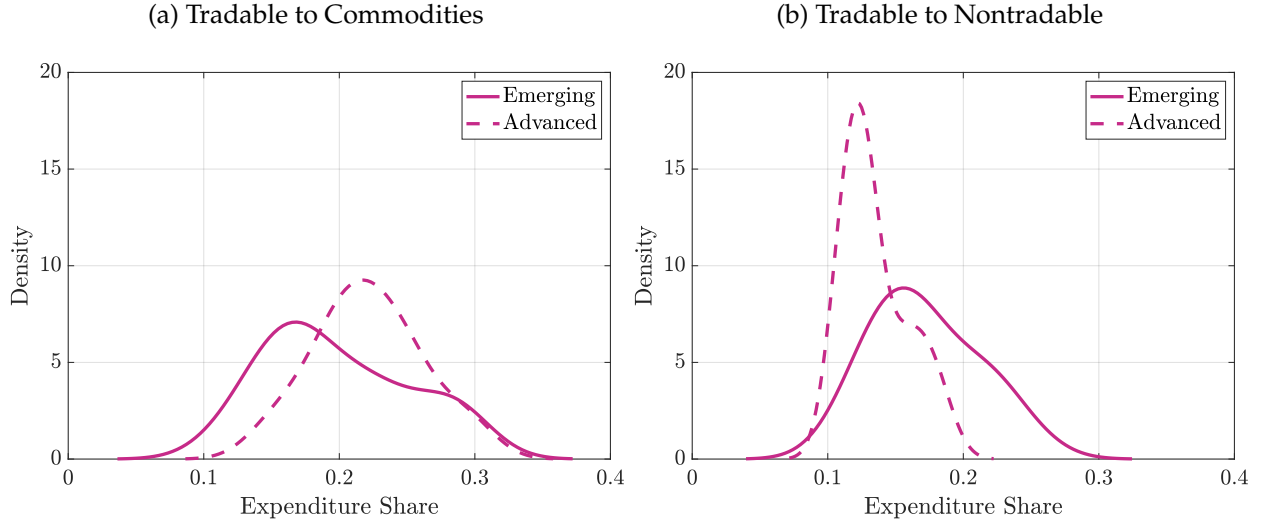 (a) Tradable to Commodities
20
15
10
5
0
Density
Emerging
Advanced
0
0.1
0.2
0.3
0.4
Expenditure Share
(b) Tradable to Nontradable
20
15
10
5
0
Density
Emerging
Advanced
0
0.1
0.2
0.3
0.4
Expenditure Share